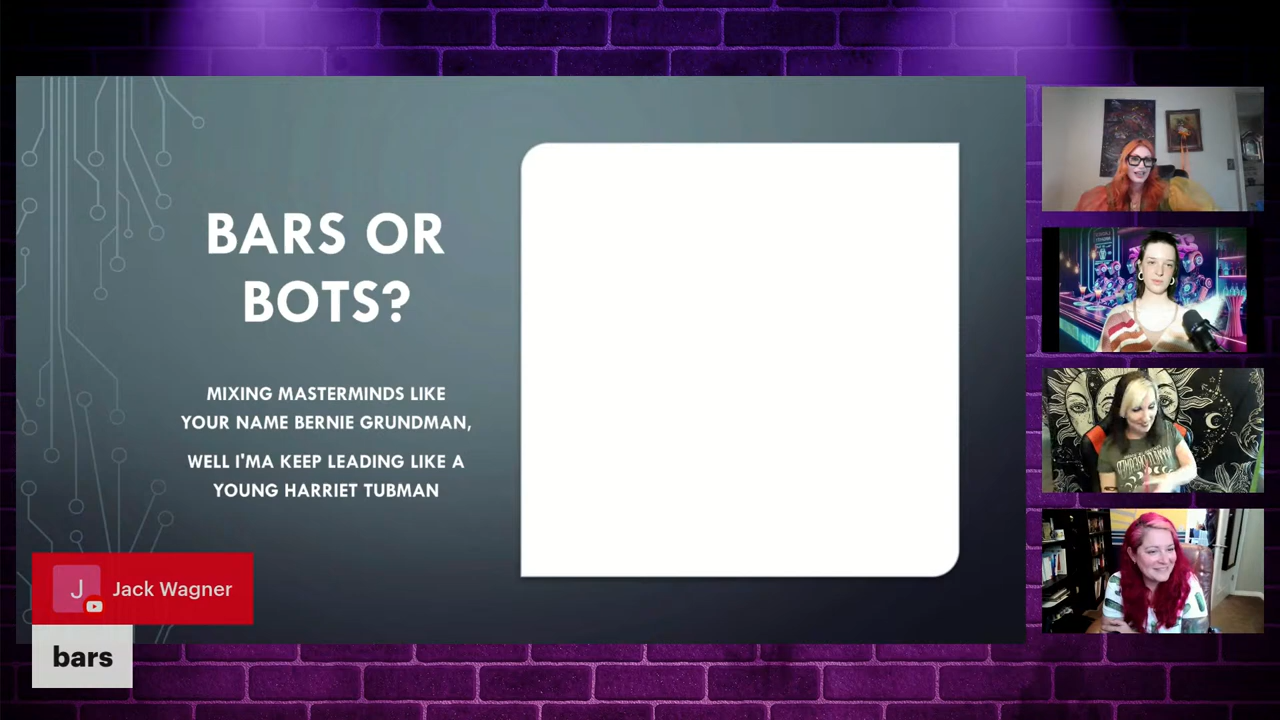 BARS OR
BOTS?
MIXING MASTERMINDS LIKE
YOUR NAME BERNIE GRUNDMAN,
WELL I'MA KEEP LEADING LIKE A
YOUNG HARRIET TUBMAN
J
Jack Wagner
bars